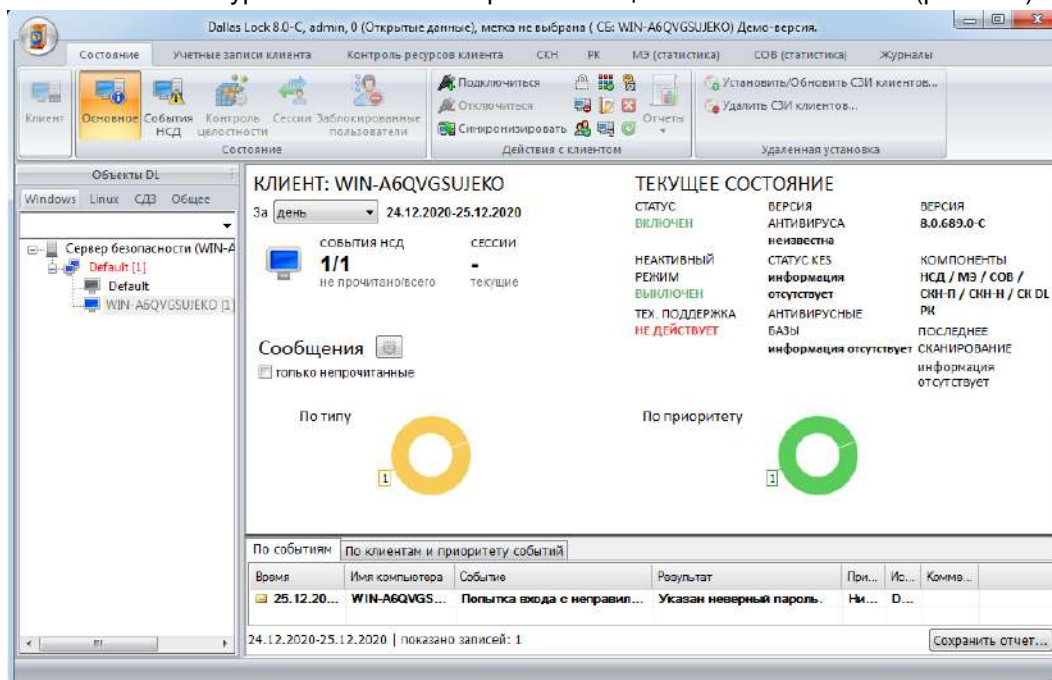 Dallas Lock 8.0-C, admin, 0 (Открытые данные), метка не выбрана ( СБ: WIN-A6QVGSUJEKO) Демо-версия.
Состояние Учетные записи клиента Контроль ресурсов клиента СКН РК МЭ (статистика) СОВ (статистика) Журналы
Клиент
Основное
События НСД
Контроль целостности
Сессии
Заблокированные пользователи
Состояние
Подключиться
Отключиться
Синхронизировать
Отчеты
Действия с клиентом
Установить/Обновить СЗИ клиентов...
Удалить СЗИ клиентов...
Удаленная установка
Объекты DL
Windows Linux СДЗ Общее
Сервер безопасности (WIN-A
Default [1]
Default
WIN-A6QVGSUJEKO [1]
КЛИЕНТ: WIN-A6QVGSUJEKO
За день 24.12.2020-25.12.2020
СОБЫТИЯ НСД
1/1
не прочитано/всего
СЕССИИ
-
текущие
Сообщения
только непрочитанные
ТЕКУЩЕЕ СОСТОЯНИЕ
СТАТУС
ВКЛЮЧЕН
НЕАКТИВНЫЙ
РЕЖИМ
ВЫКЛЮЧЕН
ТЕХ. ПОДДЕРЖКА
НЕ ДЕЙСТВУЕТ
ВЕРСИЯ
АНТИВИРУСА
неизвестна
СТАТУС KES
информация
отсутствует
АНТИВИРУСНЫЕ
БАЗЫ
информация отсутствует
ВЕРСИЯ
8.0.689.0-C
КОМПОНЕНТЫ
НСД / МЭ / СОВ /
СКН-П / СКН-Н / СК DL
РК
ПОСЛЕДНЕЕ
СКАНИРОВАНИЕ
информация
отсутствует
По типу
1
По приоритету
1
По событиям По клиентам и приоритету событий
Время Имя компьютера Событие Результат При... Ис... Комме...
25.12.20... WIN-A6QVGS... Попытка входа с неправил... Указан неверный пароль. Ни... D...
24.12.2020-25.12.2020 | показано записей: 1
Сохранить отчет...